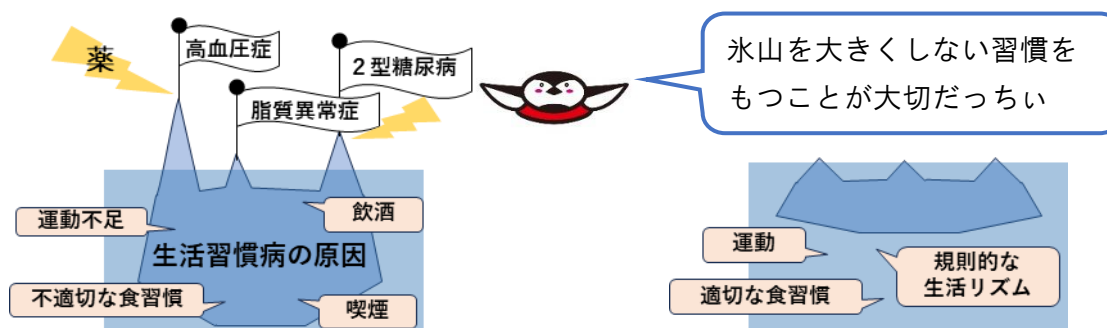 薬
高血圧症
2型糖尿病
脂質異常症
氷山を大きくしない習慣を
もつことが大切だっちぃ
運動不足
飲酒
生活習慣病の原因
不適切な食習慣
喫煙
運動
規則的な
生活リズム
適切な食習慣